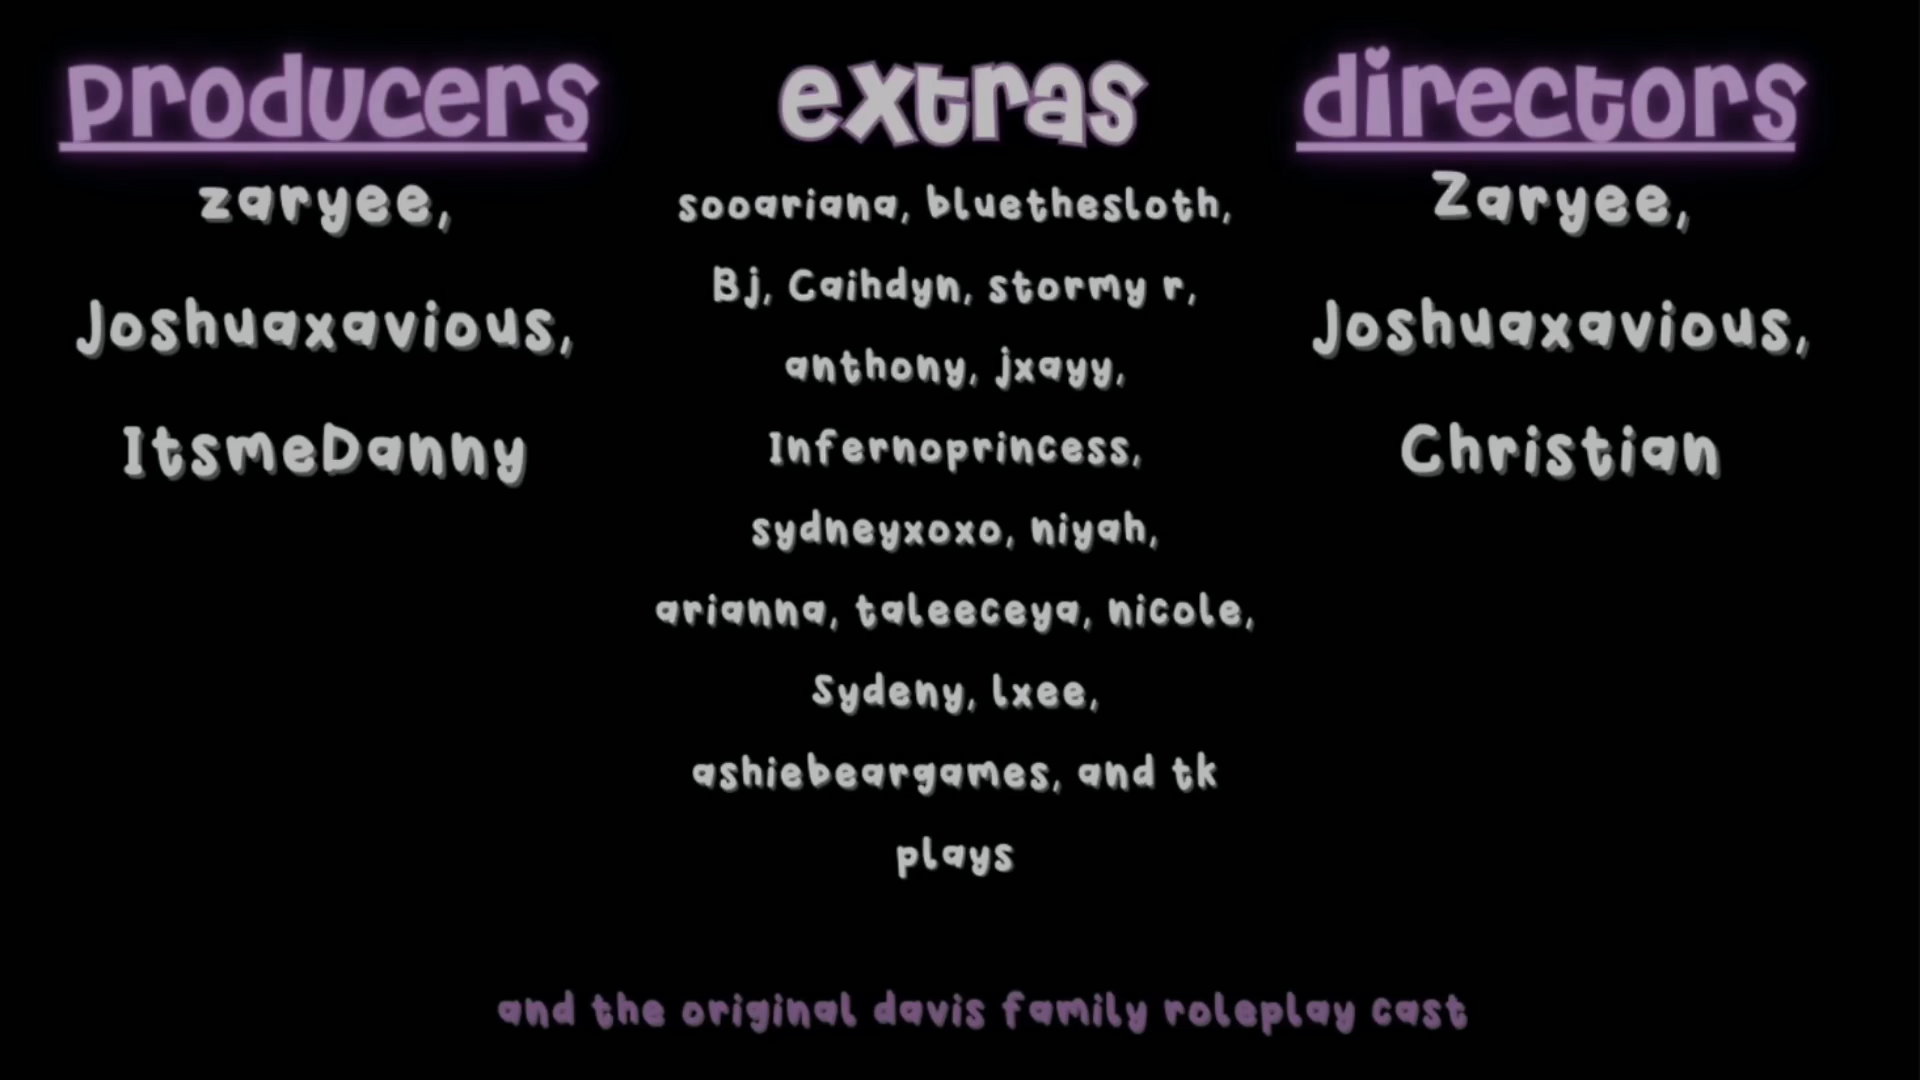 producers
zaryee,
Joshuaxavious,
ItsmeDanny
extras
sooariana, bluethesloth,
Bj, Caihdyn, stormy r,
anthony, jxayy,
Infernoprincess,
sydneyxoxo, niyah,
arianna, taleeceya, nicole,
Sydeny, lxee,
ashiebeargames, and tk
plays
directors
Zaryee,
Joshuaxavious,
Christian
and the original davis family roleplay cast